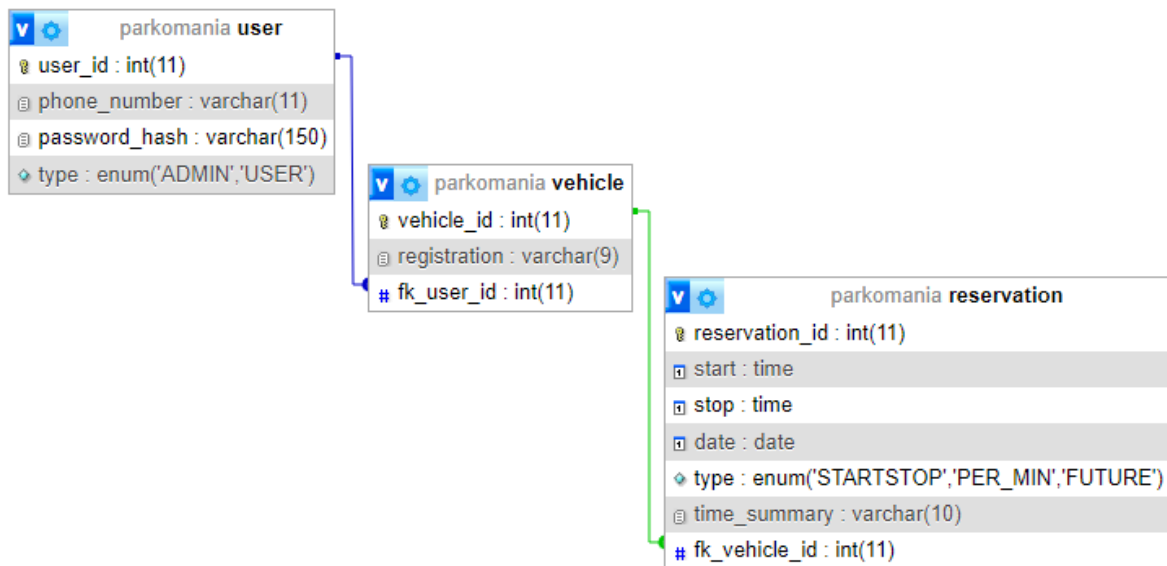 v parkomania user
user_id : int(11)
phone_number : varchar(11)
password_hash : varchar(150)
type : enum('ADMIN','USER')
v parkomania vehicle
vehicle_id : int(11)
registration : varchar(9)
# fk_user_id : int(11)
v parkomania reservation
reservation_id : int(11)
start : time
stop : time
date : date
type : enum('STARTSTOP','PER_MIN','FUTURE')
time_summary : varchar(10)
# fk_vehicle_id : int(11)